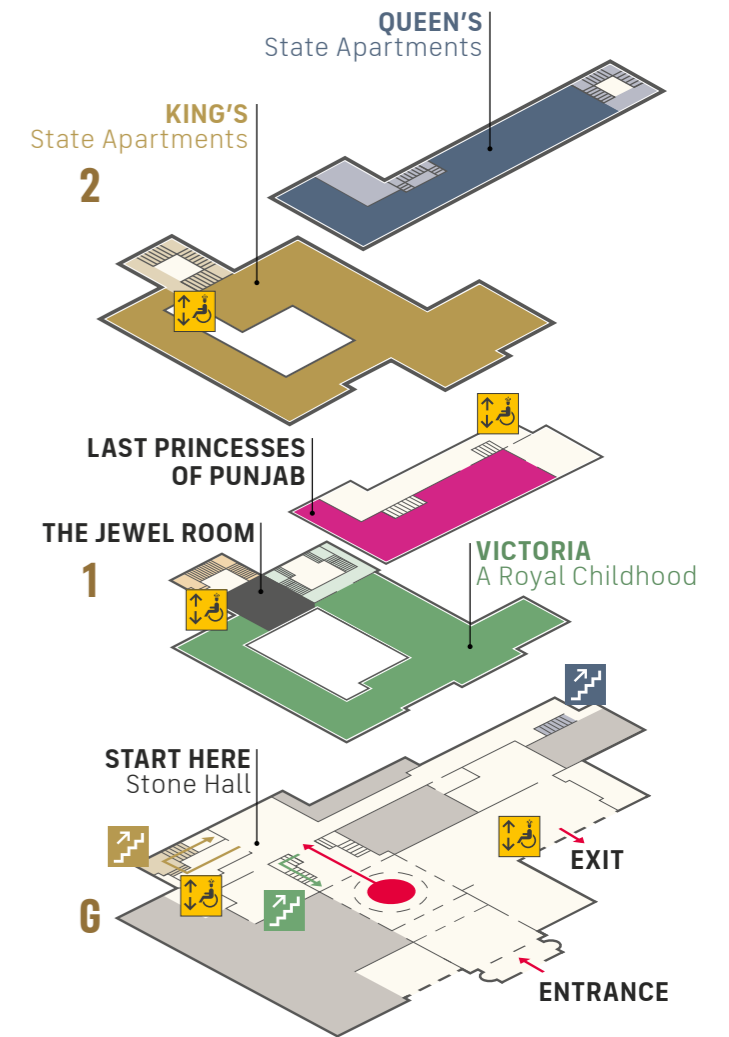 QUEEN'S
State Apartments
KING'S
State Apartments
2
LAST PRINCESSES
OF PUNJAB
THE JEWEL ROOM
1
VICTORIA
A Royal Childhood
START HERE
Stone Hall
EXIT
G
ENTRANCE